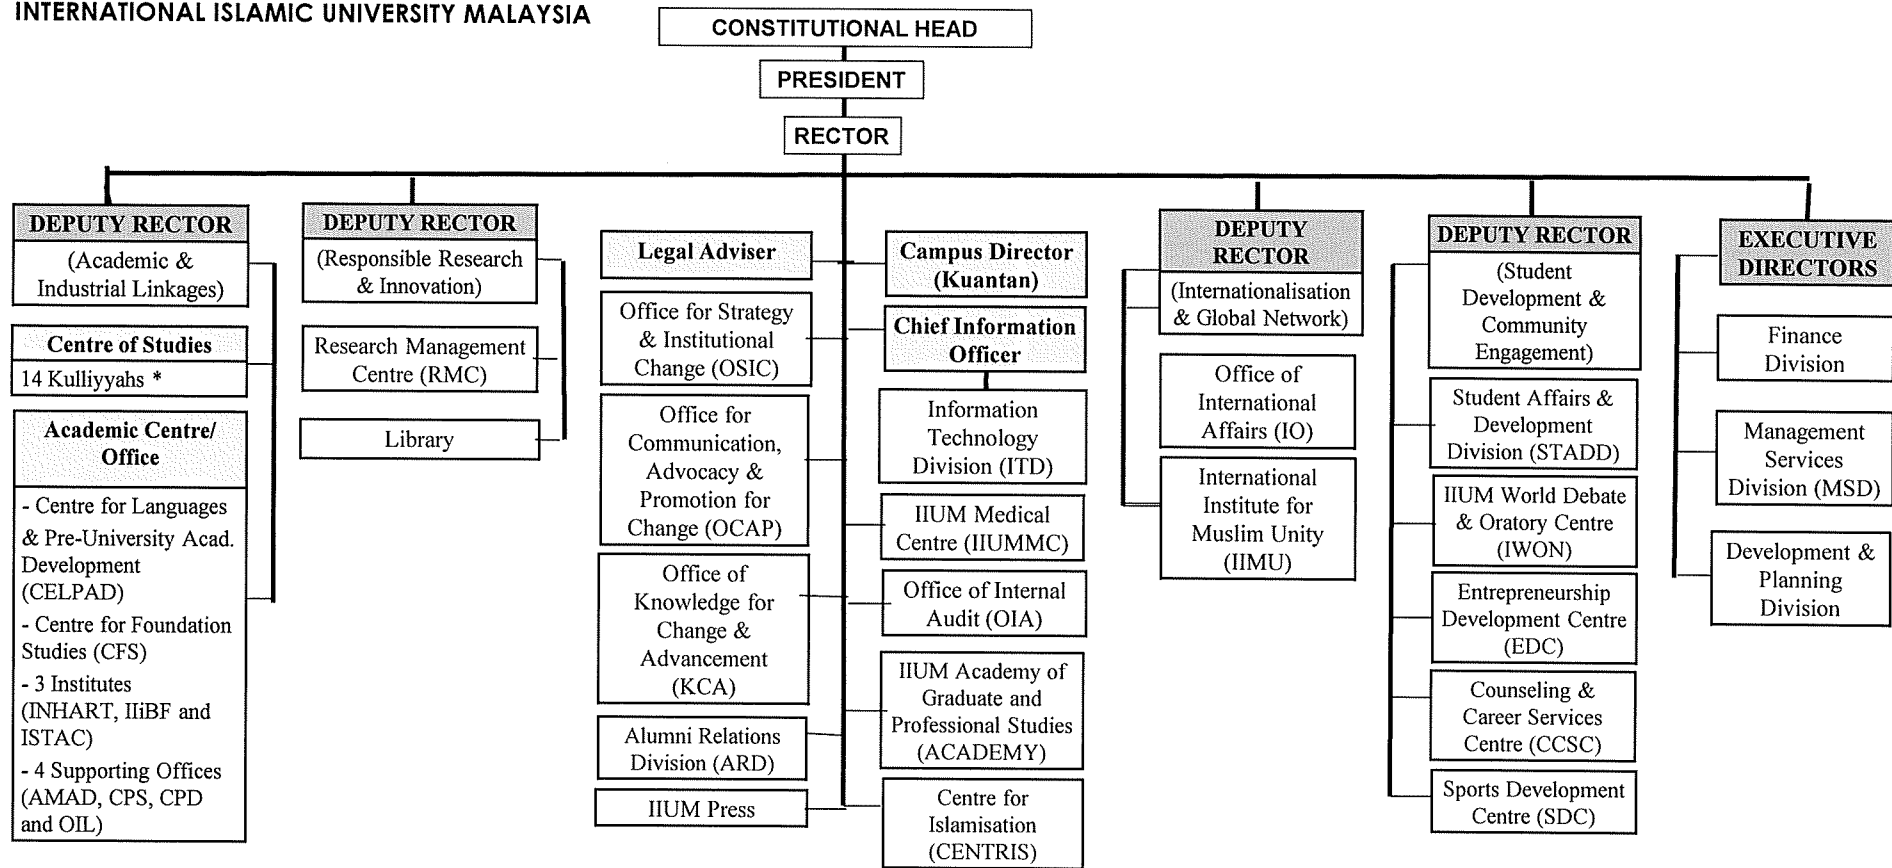 INTERNATIONAL ISLAMIC UNIVERSITY MALAYSIA
CONSTITUTIONAL HEAD
PRESIDENT
RECTOR
DEPUTY RECTOR
(Academic &
Industrial Linkages)
Centre of Studies
14 Kulliyyahs *
Academic Centre/
Office
- Centre for Languages
& Pre-University Acad.
Development
(CELPAD)
- Centre for Foundation
Studies (CFS)
- 3 Institutes
(INHART, IIiBF and
ISTAC)
- 4 Supporting Offices
(AMAD, CPS, CPD
and OIL)
DEPUTY RECTOR
(Responsible Research
& Innovation)
Research Management
Centre (RMC)
Library
Legal Adviser
Office for Strategy
& Institutional
Change (OSIC)
Office for
Communication,
Advocacy &
Promotion for
Change (OCAP)
Office of
Knowledge for
Change &
Advancement
(KCA)
Alumni Relations
Division (ARD)
IIUM Press
Campus Director
(Kuantan)
Chief Information
Officer
Information
Technology
Division (ITD)
IIUM Medical
Centre (IIUMMC)
Office of Internal
Audit (OIA)
IIUM Academy of
Graduate and
Professional Studies
(ACADEMY)
Centre for
Islamisation
(CENTRIS)
DEPUTY
RECTOR
(Internationalisation
& Global Network)
Office of
International
Affairs (IO)
International
Institute for
Muslim Unity
(IIMU)
DEPUTY RECTOR
(Student
Development &
Community
Engagement)
Student Affairs &
Development
Division (STADD)
IIUM World Debate
& Oratory Centre
(IWON)
Entrepreneurship
Development Centre
(EDC)
Counseling &
Career Services
Centre (CCSC)
Sports Development
Centre (SDC)
EXECUTIVE
DIRECTORS
Finance
Division
Management
Services
Division (MSD)
Development &
Planning
Division